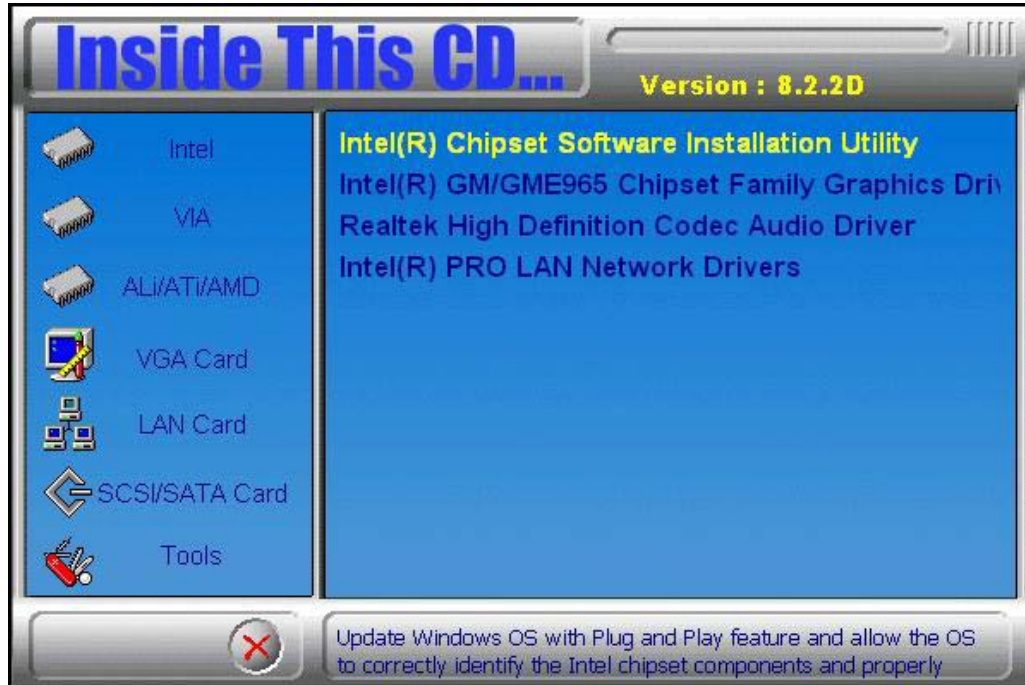 Inside This CD...
Version : 8.2.2D
Intel
VIA
ALi/ATi/AMD
VGA Card
LAN Card
SCSI/SATA Card
Tools
Intel(R) Chipset Software Installation Utility
Intel(R) GM/GME965 Chipset Family Graphics
Realtek High Definition Codec Audio Driver
Intel(R) PRO LAN Network Drivers
Update Windows OS with Plug and Play feature and allow the OS
to correctly identify the Intel chipset components and properly